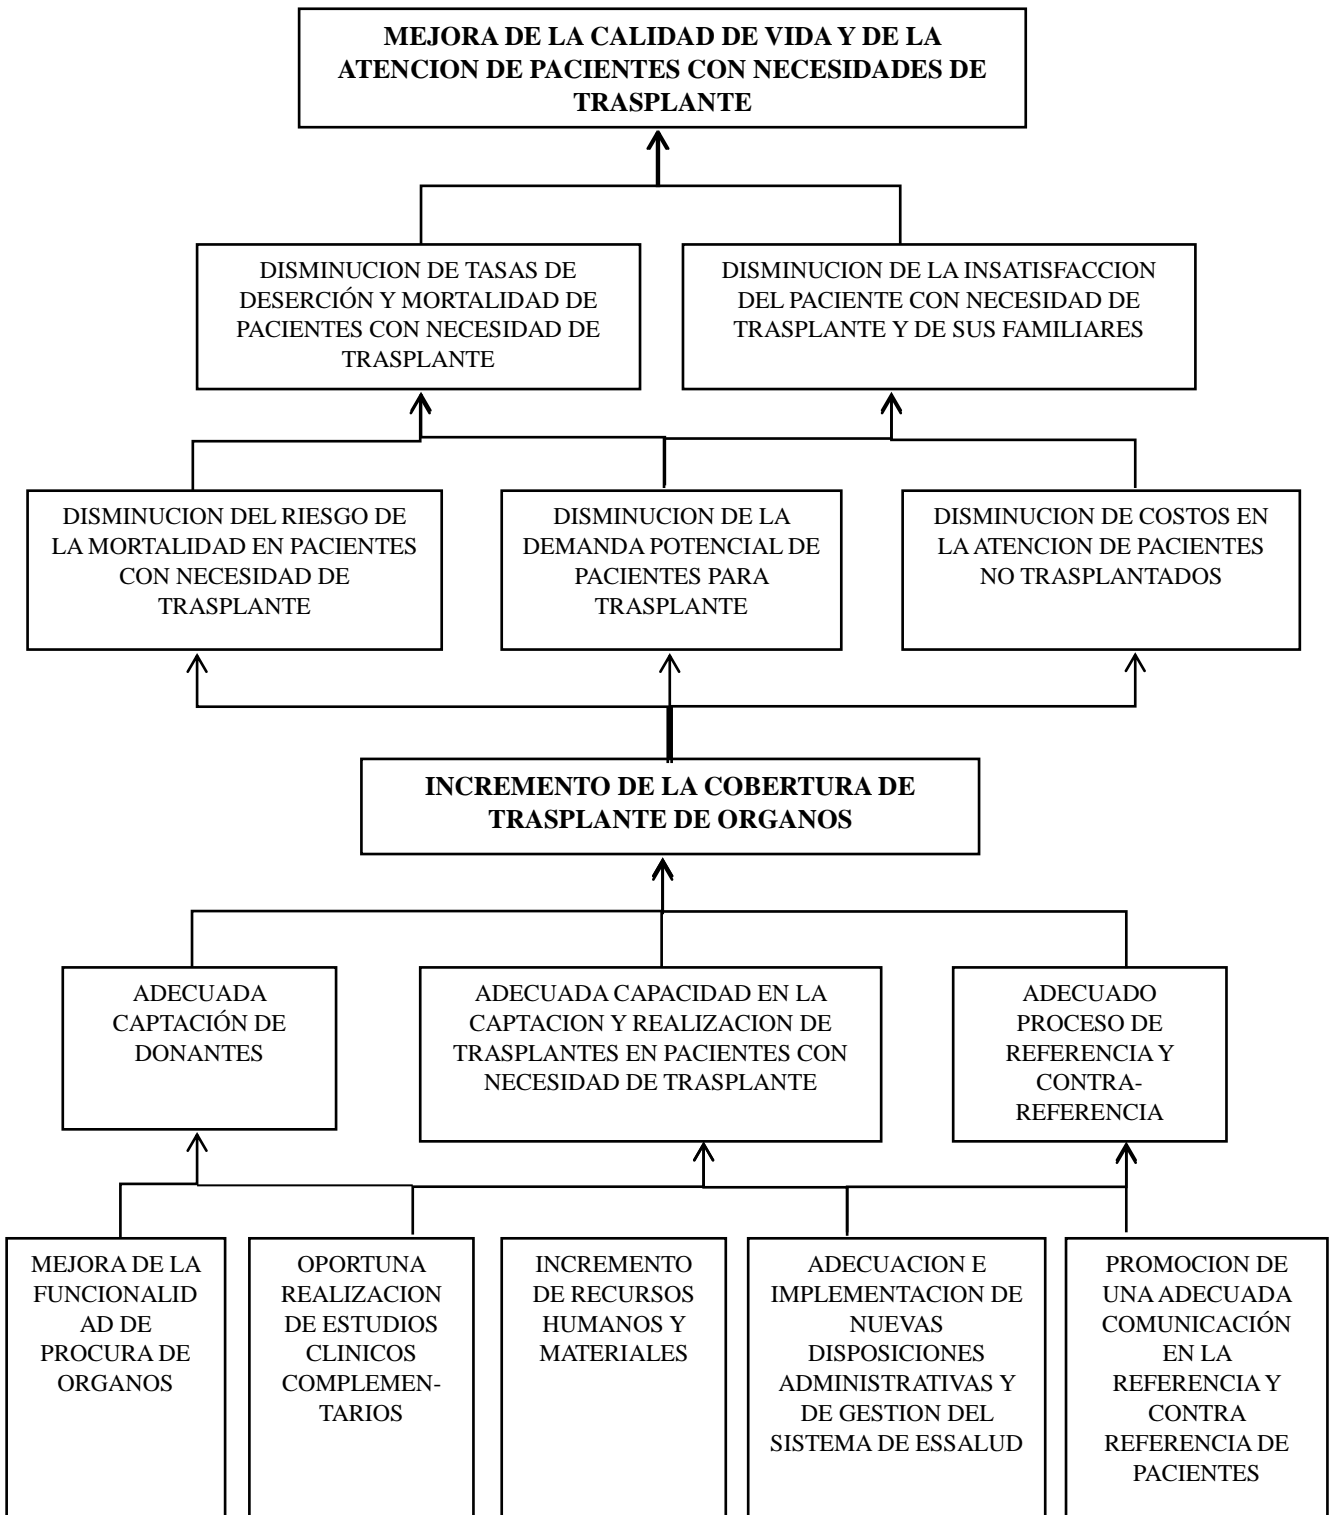 MEJORA DE LA CALIDAD DE VIDA Y DE LA
ATENCION DE PACIENTES CON NECESIDADES DE
TRASPLANTE
DISMINUCION DE TASAS DE
DESERCIÓN Y MORTALIDAD DE
PACIENTES CON NECESIDAD DE
TRASPLANTE
DISMINUCION DE LA INSATISFACCION
DEL PACIENTE CON NECESIDAD DE
TRASPLANTE Y DE SUS FAMILIARES
DISMINUCION DEL RIESGO DE
LA MORTALIDAD EN PACIENTES
CON NECESIDAD DE
TRASPLANTE
DISMINUCION DE LA
DEMANDA POTENCIAL DE
PACIENTES PARA
TRASPLANTE
DISMINUCION DE COSTOS EN
LA ATENCION DE PACIENTES
NO TRASPLANTADOS
INCREMENTO DE LA COBERTURA DE
TRASPLANTE DE ORGANOS
ADECUADA
CAPTACIÓN DE
DONANTES
ADECUADA CAPACIDAD EN LA
CAPTACION Y REALIZACION DE
TRASPLANTES EN PACIENTES CON
NECESIDAD DE TRASPLANTE
ADECUADO
PROCESO DE
REFERENCIA Y
CONTRA-
REFERENCIA
MEJORA DE LA
FUNCIONALID
AD DE
PROCURA DE
ORGANOS
OPORTUNA
REALIZACION
DE ESTUDIOS
CLINICOS
COMPLEMEN-
TARIOS
INCREMENTO
DE RECURSOS
HUMANOS Y
MATERIALES
ADECUACION E
IMPLEMENTACION DE
NUEVAS
DISPOSICIONES
ADMINISTRATIVAS Y
DE GESTION DEL
SISTEMA DE ESSALUD
PROMOCION DE
UNA ADECUADA
COMUNICACIÓN
EN LA
REFERENCIA Y
CONTRA
REFERENCIA DE
PACIENTES